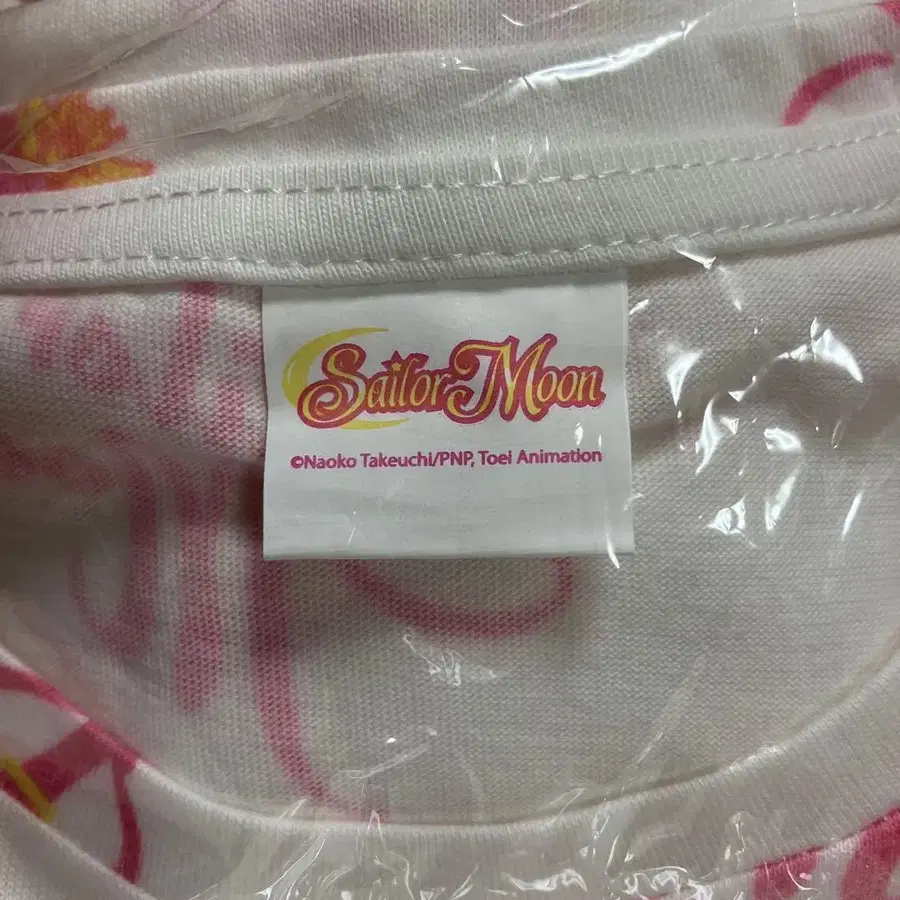 Sailor Moon
©Naoko Takeuchi/PNP, Toei Animation